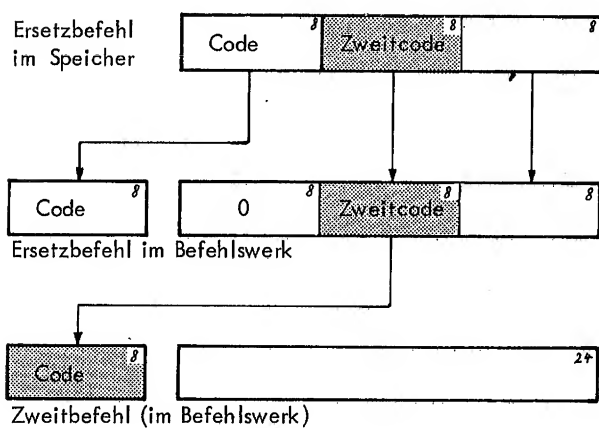 Ersetzbefehl
im Speicher
Code 8 Zweitcode 8 8
Code 8 0 8 Zweitcode 8 8
Ersetzbefehl im Befehlswerk
Code 8 24
Zweitbefehl (im Befehlswerk)